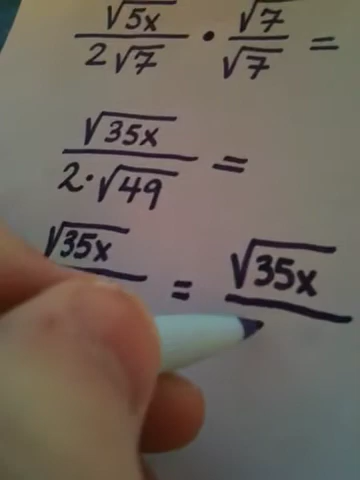 √5x / 2√7 · √7 / √7 =
√35x / 2·√49 =
√35x = √35x